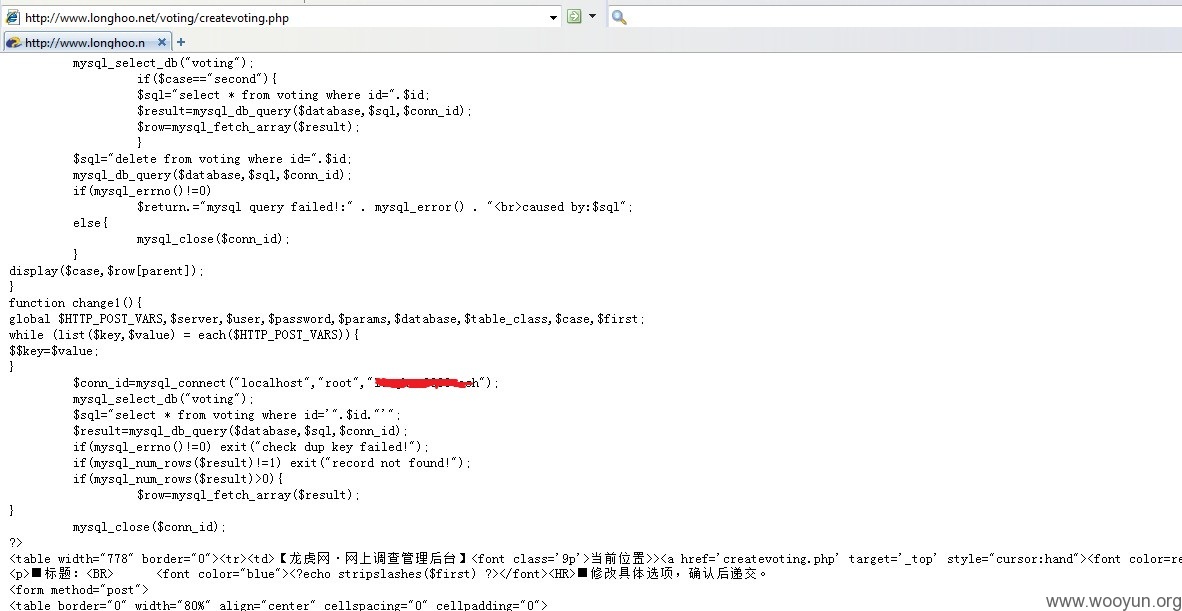 http://www.longhoo.net/voting/createvoting.php
http://www.longhoo.n
mysql_select_db("voting");
if($case=="second"){
$sql="select * from voting where id=".$id;
$result=mysql_db_query($database,$sql,$conn_id);
$row=mysql_fetch_array($result);
}
$sql="delete from voting where id=".$id;
mysql_db_query($database,$sql,$conn_id);
if(mysql_errno()!=0)
$return.="mysql query failed!:" . mysql_error() . "<br>caused by:$sql";
else{
mysql_close($conn_id);
}
display($case,$row[parent]);
}
function change1(){
global $HTTP_POST_VARS,$server,$user,$password,$params,$database,$table_class,$case,$first;
while (list($key,$value) = each($HTTP_POST_VARS)){
$$key=$value;
}
$conn_id=mysql_connect("localhost","root","h");
mysql_select_db("voting");
$sql="select * from voting where id='".$id."'";
$result=mysql_db_query($database,$sql,$conn_id);
if(mysql_errno()!=0) exit("check dup key failed!");
if(mysql_num_rows($result)!=1) exit("record not found!");
if(mysql_num_rows($result)>0){
$row=mysql_fetch_array($result);
}
mysql_close($conn_id);
?>
<table width="778" border="0"><tr><td>【龙虎网·网上调查管理后台】<font class='9p'>当前位置>><a href='createvoting.php' target='_top' style="cursor:hand"><font color=re
<p>■标题:<BR> <font color="blue"><?echo stripslashes($first) ?></font><HR>■修改具体选项，确认后递交。
<form method="post">
<table border="0" width="80%" align="center" cellspacing="0" cellpadding="0">
www.wooyun.org